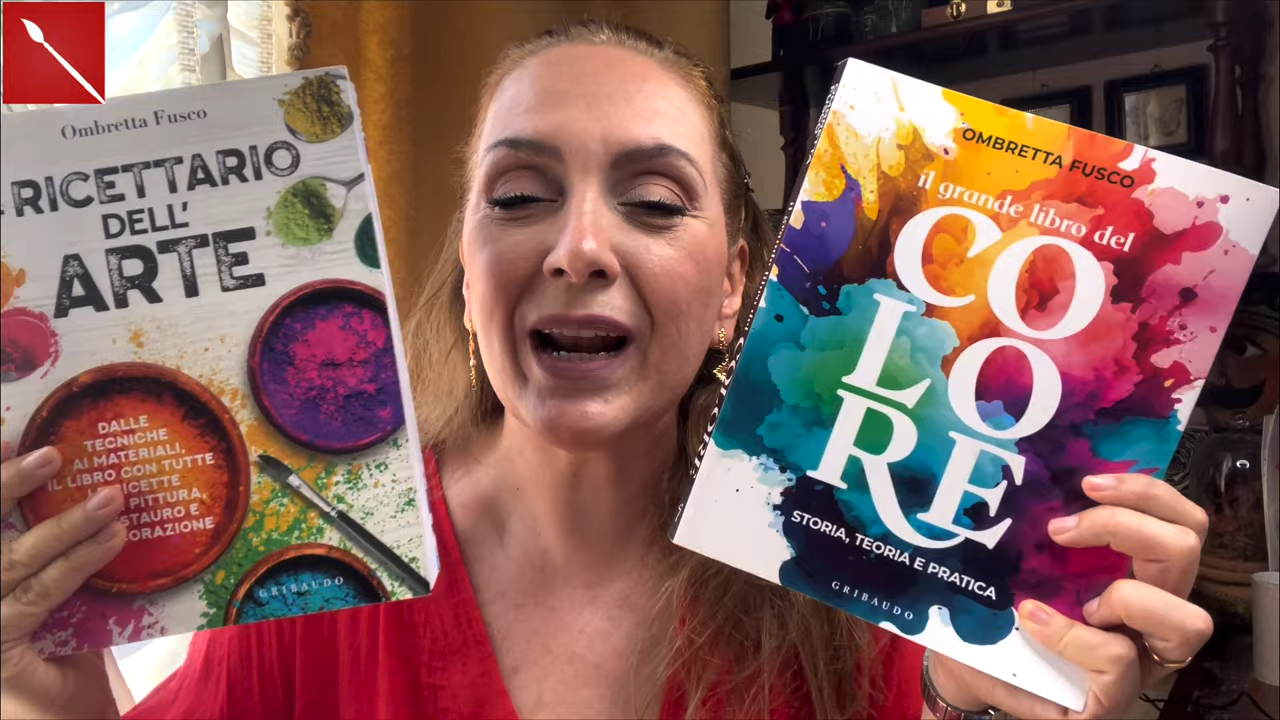 Ombretta Fusco
RICETTARIO
DELL'
ARTE
DALLE
TECNICHE
AI MATERIALI,
IL LIBRO CON TUTTE
RICETTE
PITTURA,
GRIBAUDO
OMBRETTA FUSCO
il grande libro del
CO
LO
RE
STORIA, TEORIA E PRATICA
GRIBAUDO